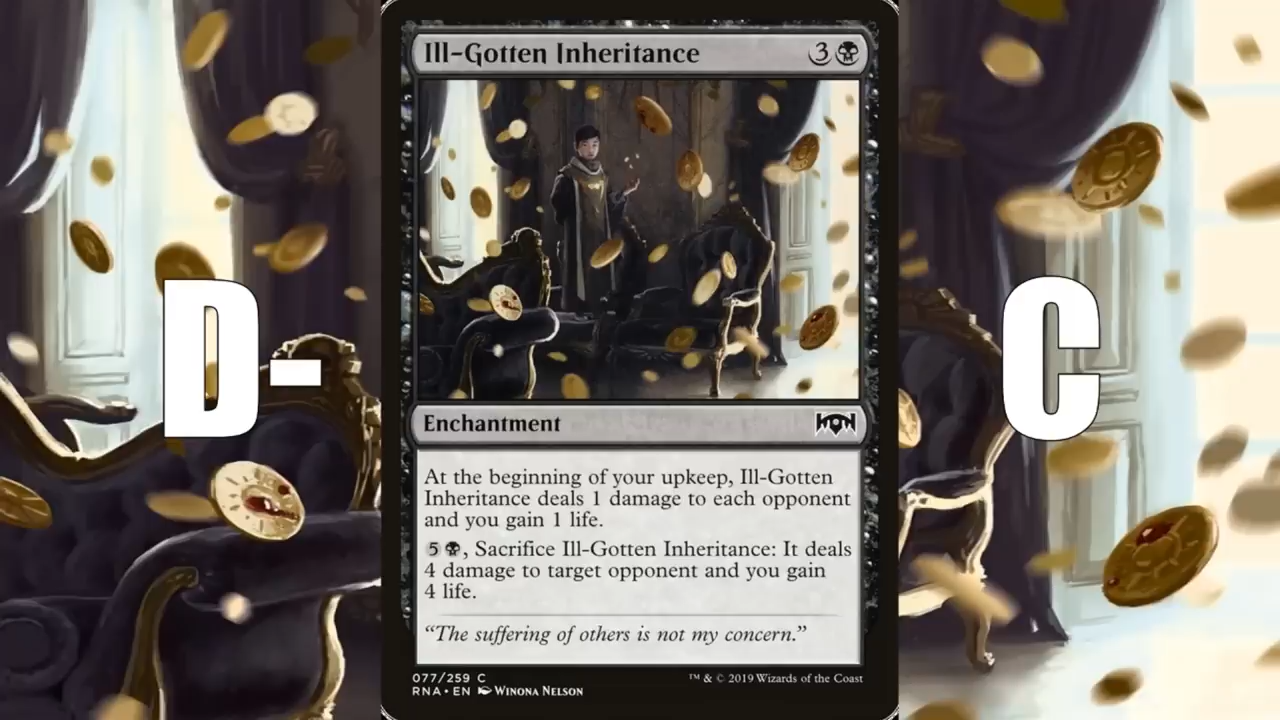 Ill-Gotten Inheritance 3
D-
C
Enchantment
At the beginning of your upkeep, Ill-Gotten
Inheritance deals 1 damage to each opponent
and you gain 1 life.
5, Sacrifice Ill-Gotten Inheritance: It deals
4 damage to target opponent and you gain
4 life.
“The suffering of others is not my concern.”
077/259 C
RNA • EN Winona Nelson
™ & © 2019 Wizards of the Coast